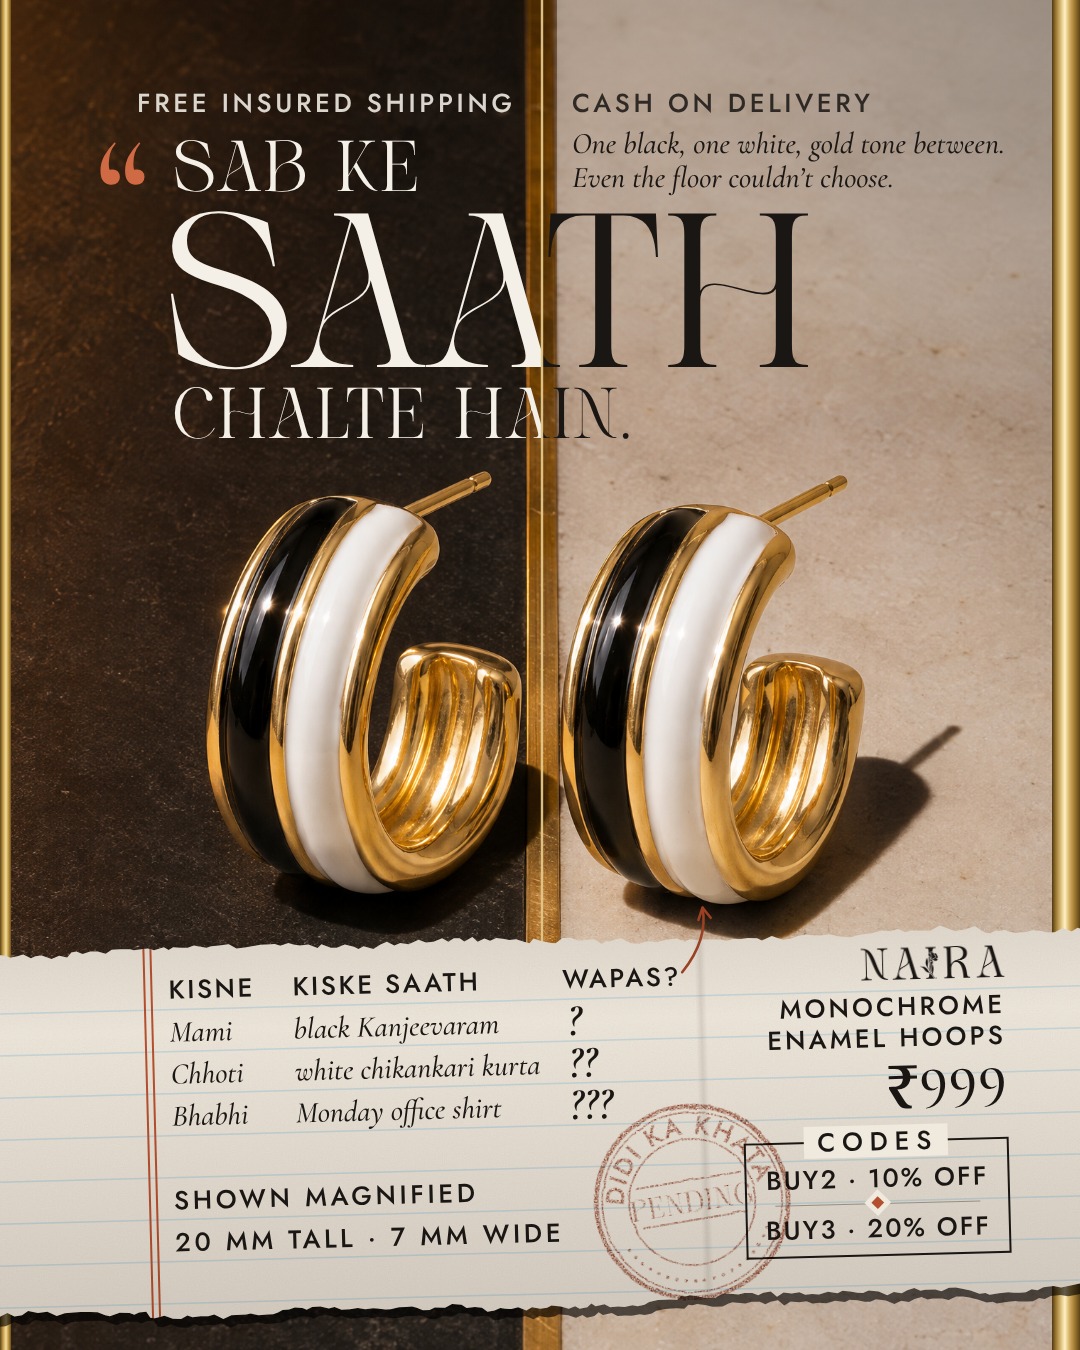 FREE INSURED SHIPPING
CASH ON DELIVERY
One black, one white, gold tone between.
Even the floor couldn't choose.
“ SAB KE
SAATH
CHALTE HAIN.
KISNE KISKE SAATH WAPAS?
Mami black Kanjeevaram ?
Chhoti white chikankari kurta ??
Bhabhi Monday office shirt ???
SHOWN MAGNIFIED
20 MM TALL · 7 MM WIDE
DIDI KA KHATA
PENDING
NAIRA
MONOCHROME
ENAMEL HOOPS
₹999
CODES
BUY2 · 10% OFF
BUY3 · 20% OFF